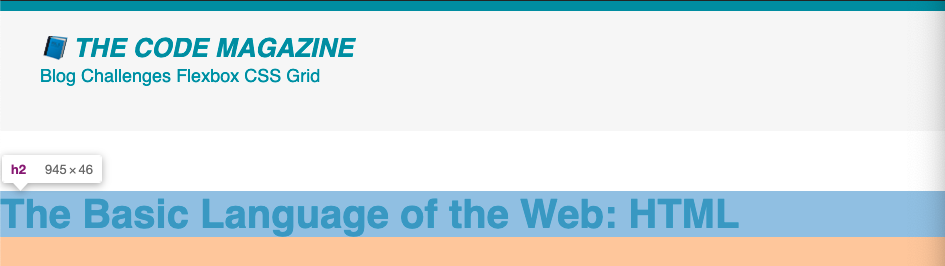 THE CODE MAGAZINE
Blog Challenges Flexbox CSS Grid
h2 945 × 46
The Basic Language of the Web: HTML